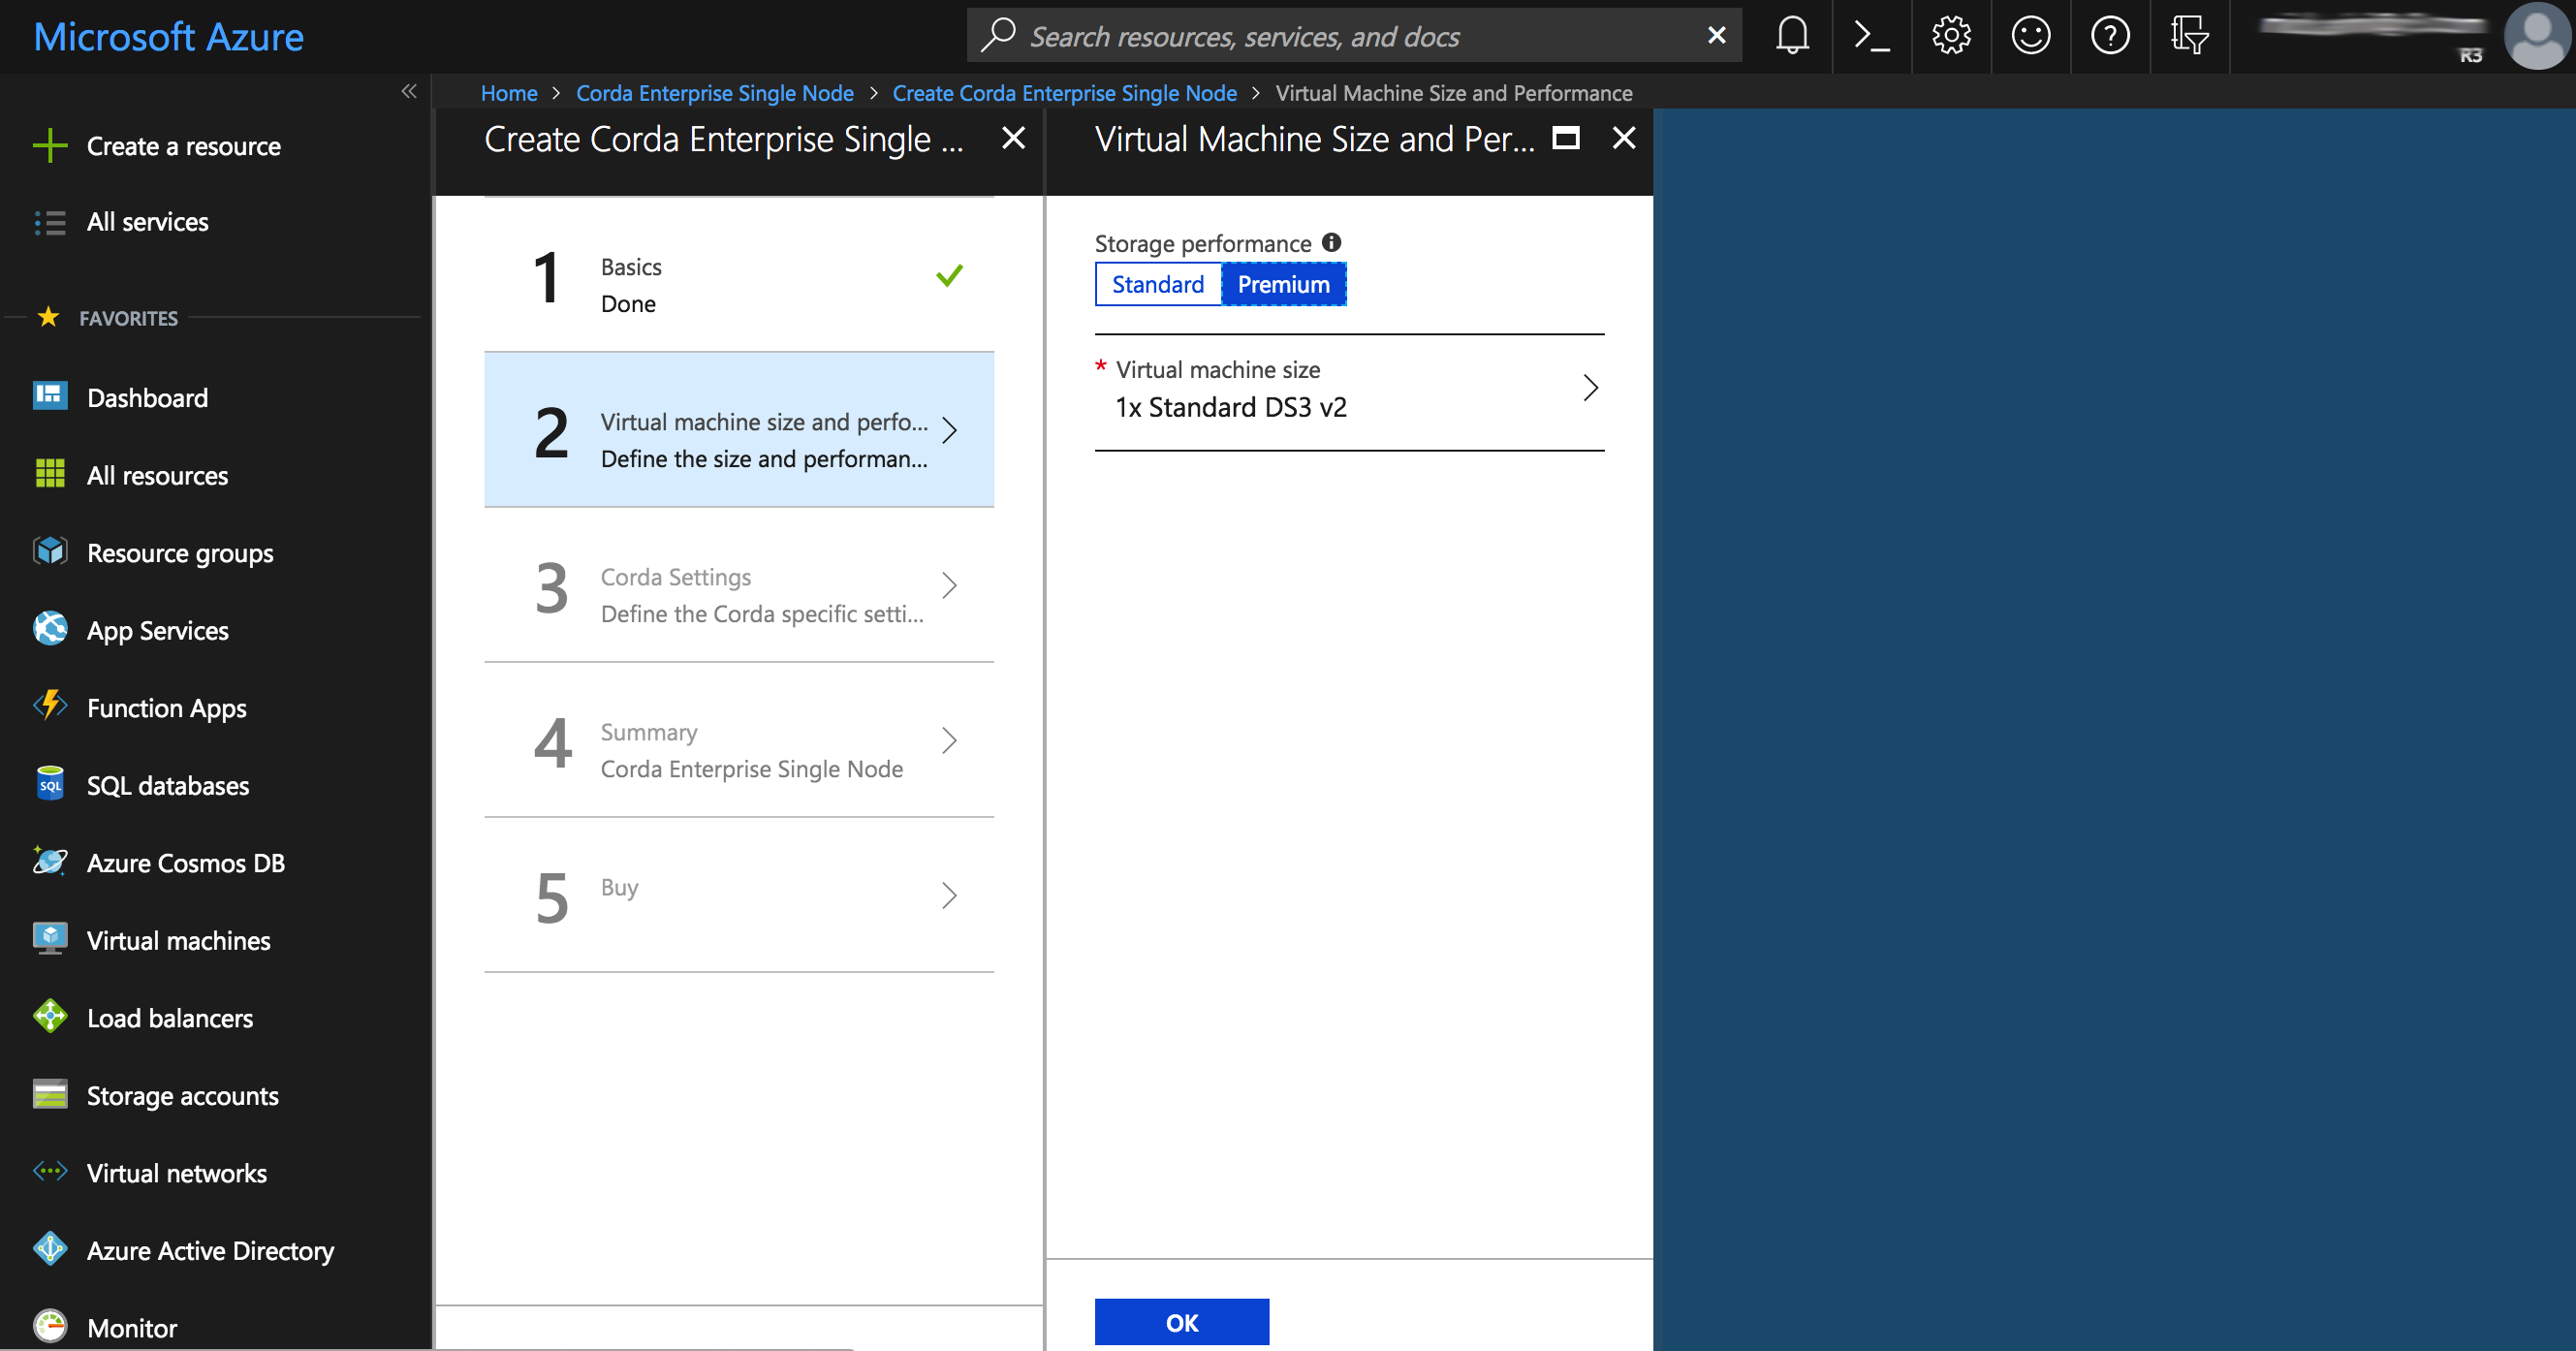 Microsoft Azure
Search resources, services, and docs
R3
Home > Corda Enterprise Single Node > Create Corda Enterprise Single Node > Virtual Machine Size and Performance
Create a resource
All services
FAVORITES
Dashboard
All resources
Resource groups
App Services
Function Apps
SQL databases
SQL
Azure Cosmos DB
Virtual machines
Load balancers
Storage accounts
Virtual networks
Azure Active Directory
Monitor
Create Corda Enterprise Single ...
1
Basics
Done
2
Virtual machine size and perfo...
Define the size and performan...
3
Corda Settings
Define the Corda specific setti...
4
Summary
Corda Enterprise Single Node
5
Buy
Virtual Machine Size and Per...
Storage performance
Standard Premium
* Virtual machine size
1x Standard DS3 v2
OK